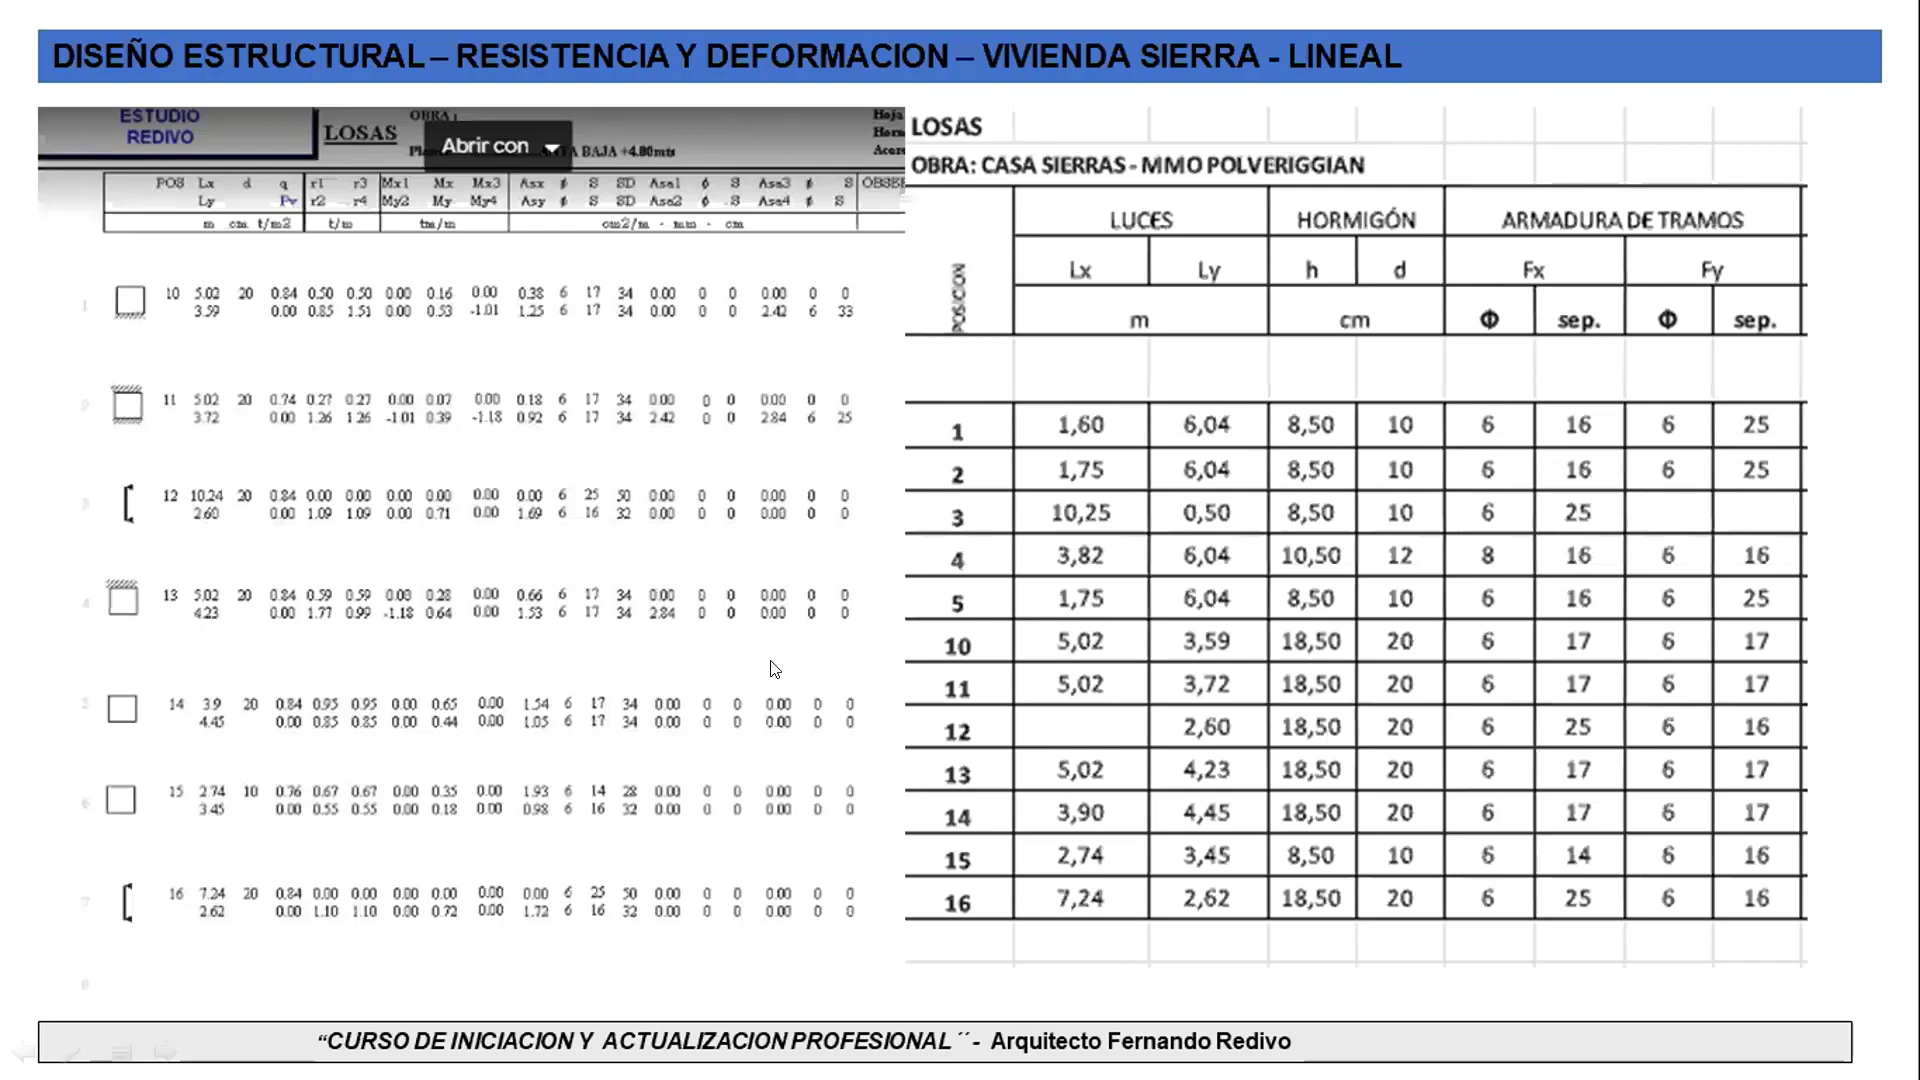 DISEÑO ESTRUCTURAL – RESISTENCIA Y DEFORMACION – VIVIENDA SIERRA - LINEAL
ESTUDIO
REDIVO
LOSAS
OBRA :
Abrir con
BAJA +4.00mts
Hoja
Acero
POS Lx d q r1 r3 Mx1 Mx Mx3 Asx ϕ S SD Asa1 ϕ S Asa3 ϕ S
Ly Pv r2 r4 My2 My My4 Asy ϕ S SD Asa2 ϕ S Asa4 ϕ S
m cm t/m2 t/m tm/m cm2/m - mm - cm
1 10 5.02 20 0.84 0.50 0.50 0.00 0.16 0.00 0.38 6 17 34 0.00 0 0 0.00 0 0
3.59 0.00 0.85 1.51 0.00 0.53 -1.01 1.25 6 17 34 0.00 0 0 2.42 6 33
2 11 5.02 20 0.74 0.27 0.27 0.00 0.07 0.00 0.18 6 17 34 0.00 0 0 0.00 0 0
3.72 0.00 1.26 1.26 -1.01 0.39 -1.18 0.92 6 17 34 2.42 0 0 2.84 6 25
3 12 10.24 20 0.84 0.00 0.00 0.00 0.00 0.00 0.00 6 25 50 0.00 0 0 0.00 0 0
2.60 0.00 1.09 1.09 0.00 0.71 0.00 1.69 6 16 32 0.00 0 0 0.00 0 0
4 13 5.02 20 0.84 0.59 0.59 0.00 0.28 0.00 0.66 6 17 34 0.00 0 0 0.00 0 0
4.23 0.00 1.77 0.99 -1.18 0.64 0.00 1.53 6 17 34 2.84 0 0 0.00 0 0
5 14 3.9 20 0.84 0.95 0.95 0.00 0.65 0.00 1.54 6 17 34 0.00 0 0 0.00 0 0
4.45 0.00 0.85 0.85 0.00 0.44 0.00 1.05 6 17 34 0.00 0 0 0.00 0 0
6 15 2.74 10 0.76 0.67 0.67 0.00 0.35 0.00 1.93 6 14 28 0.00 0 0 0.00 0 0
3.45 0.00 0.55 0.55 0.00 0.18 0.00 0.98 6 16 32 0.00 0 0 0.00 0 0
7 16 7.24 20 0.84 0.00 0.00 0.00 0.00 0.00 0.00 6 25 50 0.00 0 0 0.00 0 0
2.62 0.00 1.10 1.10 0.00 0.72 0.00 1.72 6 16 32 0.00 0 0 0.00 0 0
8
LOSAS
OBRA: CASA SIERRAS - MMO POLVERIGGIAN
POSICION
LUCES HORMIGÓN ARMADURA DE TRAMOS
Lx Ly h d Fx Fy
m cm Φ sep. Φ sep.
1 1,60 6,04 8,50 10 6 16 6 25
2 1,75 6,04 8,50 10 6 16 6 25
3 10,25 0,50 8,50 10 6 25
4 3,82 6,04 10,50 12 8 16 6 16
5 1,75 6,04 8,50 10 6 16 6 25
10 5,02 3,59 18,50 20 6 17 6 17
11 5,02 3,72 18,50 20 6 17 6 17
12 2,60 18,50 20 6 25 6 16
13 5,02 4,23 18,50 20 6 17 6 17
14 3,90 4,45 18,50 20 6 17 6 17
15 2,74 3,45 8,50 10 6 14 6 16
16 7,24 2,62 18,50 20 6 25 6 16
“CURSO DE INICIACION Y ACTUALIZACION PROFESIONAL ´´ - Arquitecto Fernando Redivo